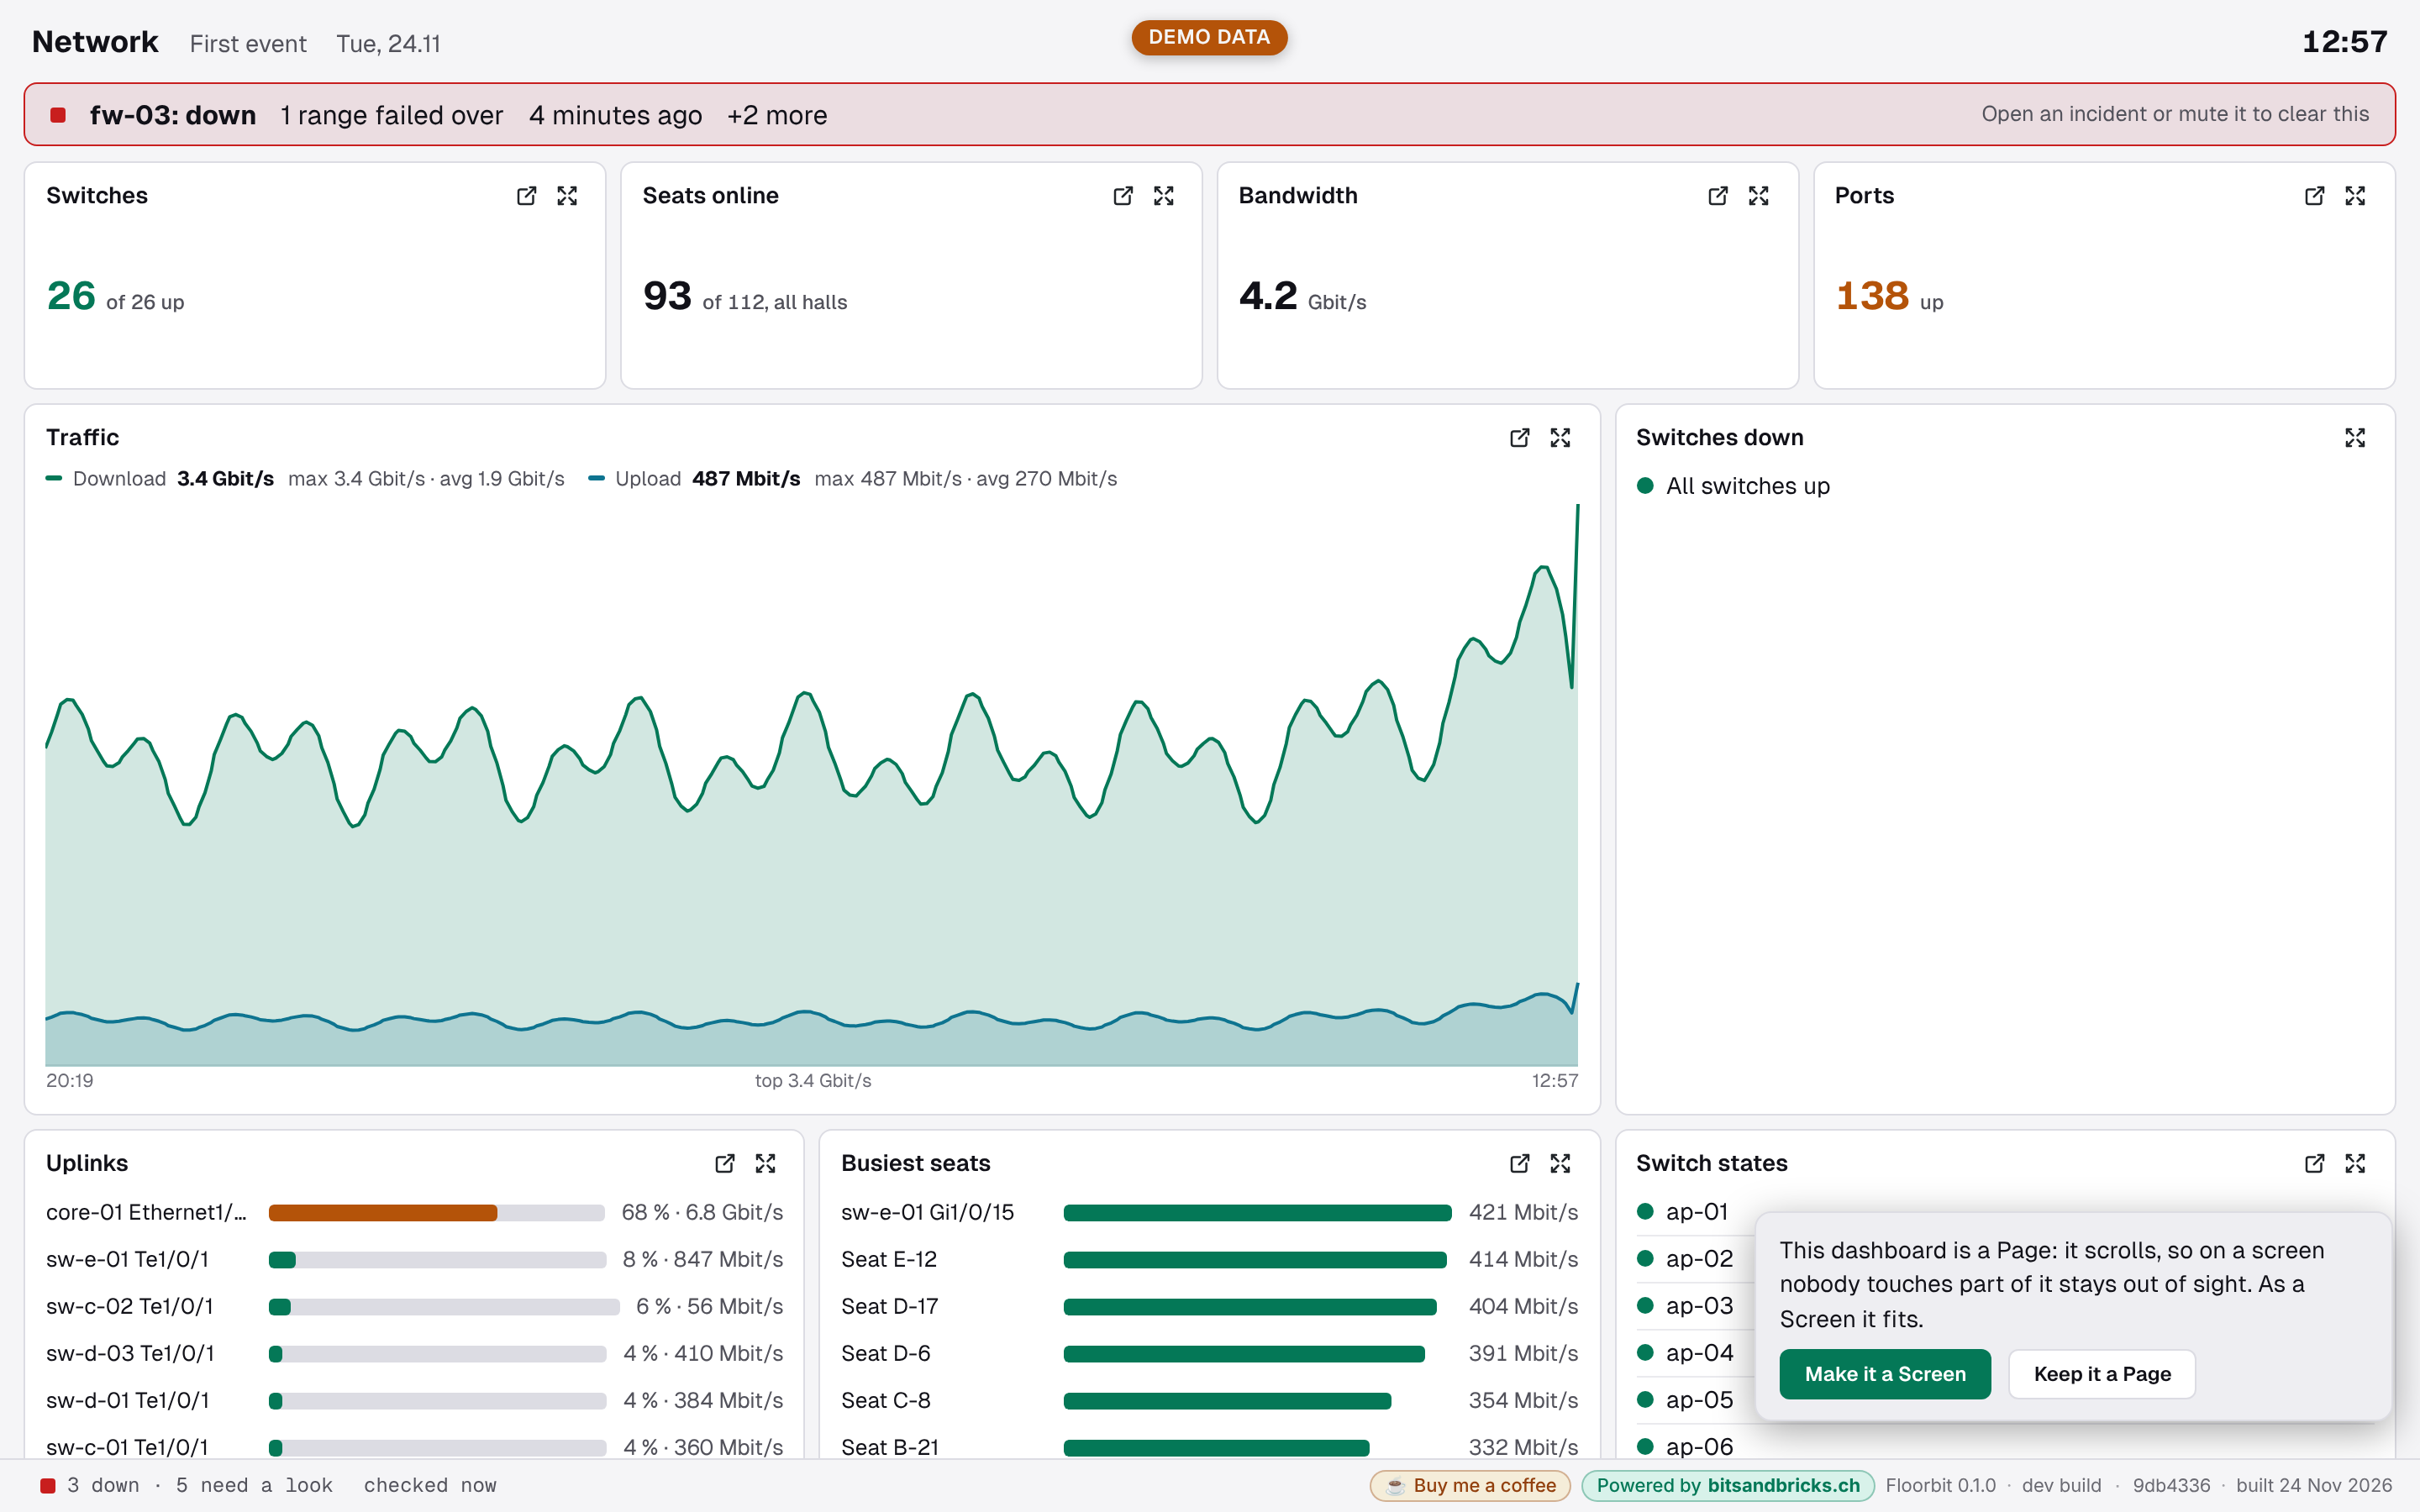 Network First event Tue, 24.11 DEMO DATA 12:57
fw-03: down 1 range failed over 4 minutes ago +2 more Open an incident or mute it to clear this
Switches
26 of 26 up
Seats online
93 of 112, all halls
Bandwidth
4.2 Gbit/s
Ports
138 up
Traffic
Download 3.4 Gbit/s max 3.4 Gbit/s · avg 1.9 Gbit/s Upload 487 Mbit/s max 487 Mbit/s · avg 270 Mbit/s
20:19 top 3.4 Gbit/s 12:57
Switches down
All switches up
Uplinks
core-01 Ethernet1/… 68 % · 6.8 Gbit/s
sw-e-01 Te1/0/1 8 % · 847 Mbit/s
sw-c-02 Te1/0/1 6 % · 56 Mbit/s
sw-d-03 Te1/0/1 4 % · 410 Mbit/s
sw-d-01 Te1/0/1 4 % · 384 Mbit/s
sw-c-01 Te1/0/1 4 % · 360 Mbit/s
Busiest seats
sw-e-01 Gi1/0/15 421 Mbit/s
Seat E-12 414 Mbit/s
Seat D-17 404 Mbit/s
Seat D-6 391 Mbit/s
Seat C-8 354 Mbit/s
Seat B-21 332 Mbit/s
Switch states
ap-01
ap-02
ap-03
ap-04
ap-05
ap-06
This dashboard is a Page: it scrolls, so on a screen
nobody touches part of it stays out of sight. As a
Screen it fits.
Make it a Screen Keep it a Page
3 down · 5 need a look checked now Buy me a coffee Powered by bitsandbricks.ch Floorbit 0.1.0 · dev build · 9db4336 · built 24 Nov 2026